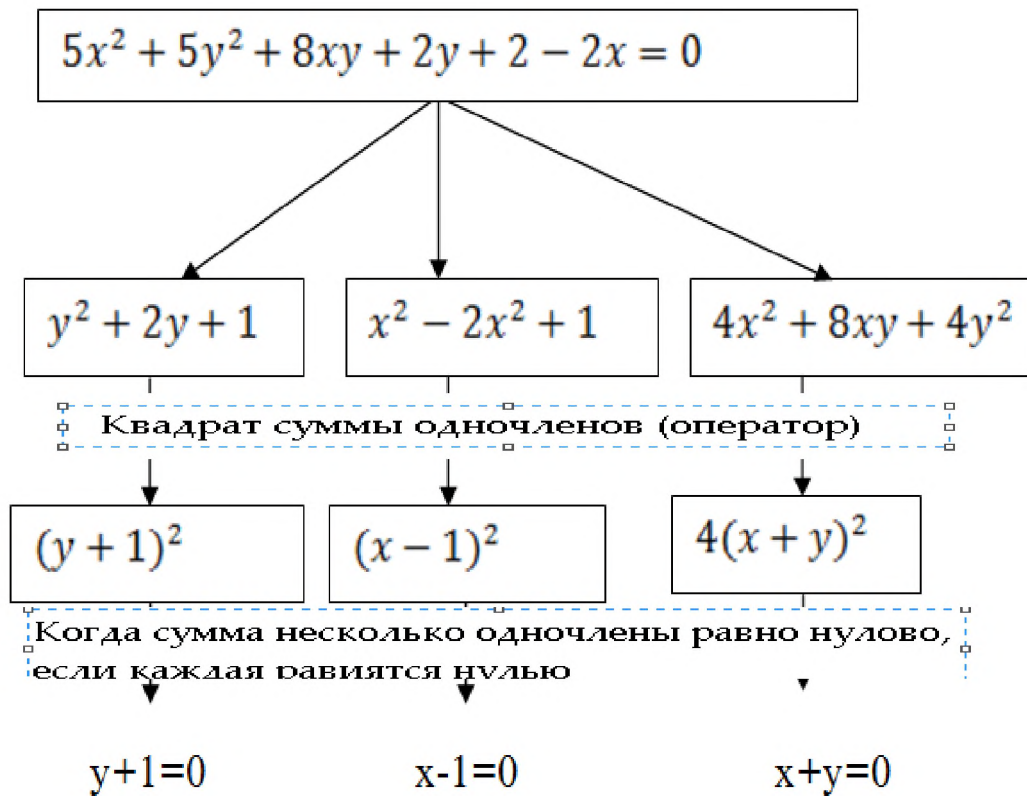 5x² + 5y² + 8xy + 2y + 2 − 2x = 0
y² + 2y + 1
x² − 2x² + 1
4x² + 8xy + 4y²
Квадрат суммы одночленов (оператор)
(y + 1)²
(x − 1)²
4(x + y)²
Когда сумма несколько одночлены равно нулово,
если каждая равиятся нулью
y+1=0
x-1=0
x+y=0